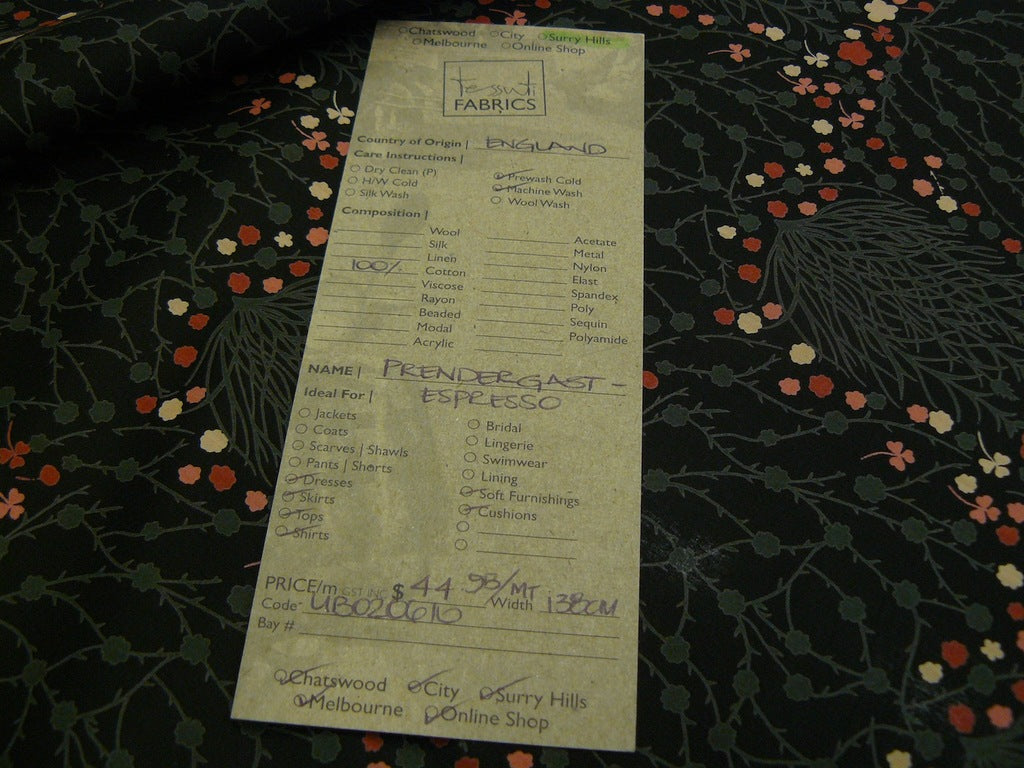 Chatswood City Surry Hills
Melbourne Online Shop
Tessuti
FABRICS
Country of Origin | ENGLAND
Care Instructions |
Dry Clean (P) Prewash Cold
H/W Cold Machine Wash
Silk Wash Wool Wash
Composition |
Wool Acetate
Silk Metal
Linen Nylon
100% Cotton Elast
Viscose Spandex
Rayon Poly
Beaded Sequin
Modal Polyamide
Acrylic
NAME | PRENDERGAST -
ESPRESSO
Ideal For |
Jackets Bridal
Coats Lingerie
Scarves | Shawls Swimwear
Pants | Shorts Lining
Dresses Soft Furnishings
Skirts Cushions
Tops
Shirts
PRICE/m GST INC $ 44 98/MT Width 138CM
Code UB020610
Bay #
Chatswood City Surry Hills
Melbourne Online Shop